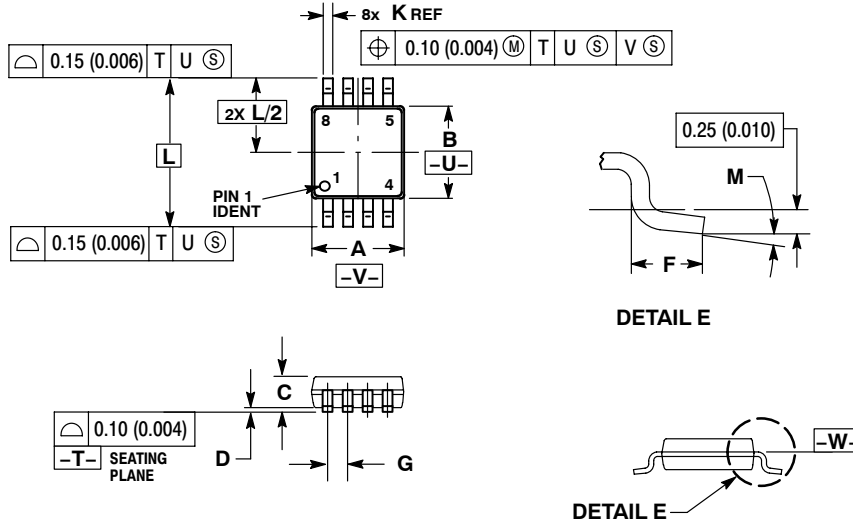 8x K REF
⌖ 0.10 (0.004) Ⓜ T U Ⓢ V Ⓢ
⌓ 0.15 (0.006) T U Ⓢ
2X L/2
L
8 5
B
–U–
1 4
PIN 1
IDENT
⌓ 0.15 (0.006) T U Ⓢ
A
–V–
0.25 (0.010)
M
F
DETAIL E
C
⌓ 0.10 (0.004)
–T– SEATING
PLANE
D
G
–W–
DETAIL E